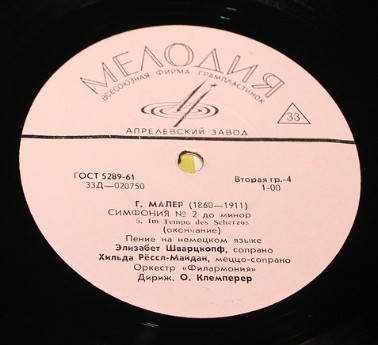 МЕЛОДИЯ
ВСЕСОЮЗНАЯ ФИРМА ГРАМПЛАСТИНОК
33
АПРЕЛЕВСКИЙ ЗАВОД
ГОСТ 5289-61
33Д—020750
Вторая гр.-4
1-00
Г. МАЛЕР (1860—1911)
СИМФОНИЯ № 2 до минор
5. Im Tempo des Scherzos
(окончание)
Пение на немецком языке
Элизабет Шварцкопф, сопрано
Хильда Рёссл-Майдан, меццо-сопрано
Оркестр «Филармония»
Дириж. О. Клемперер